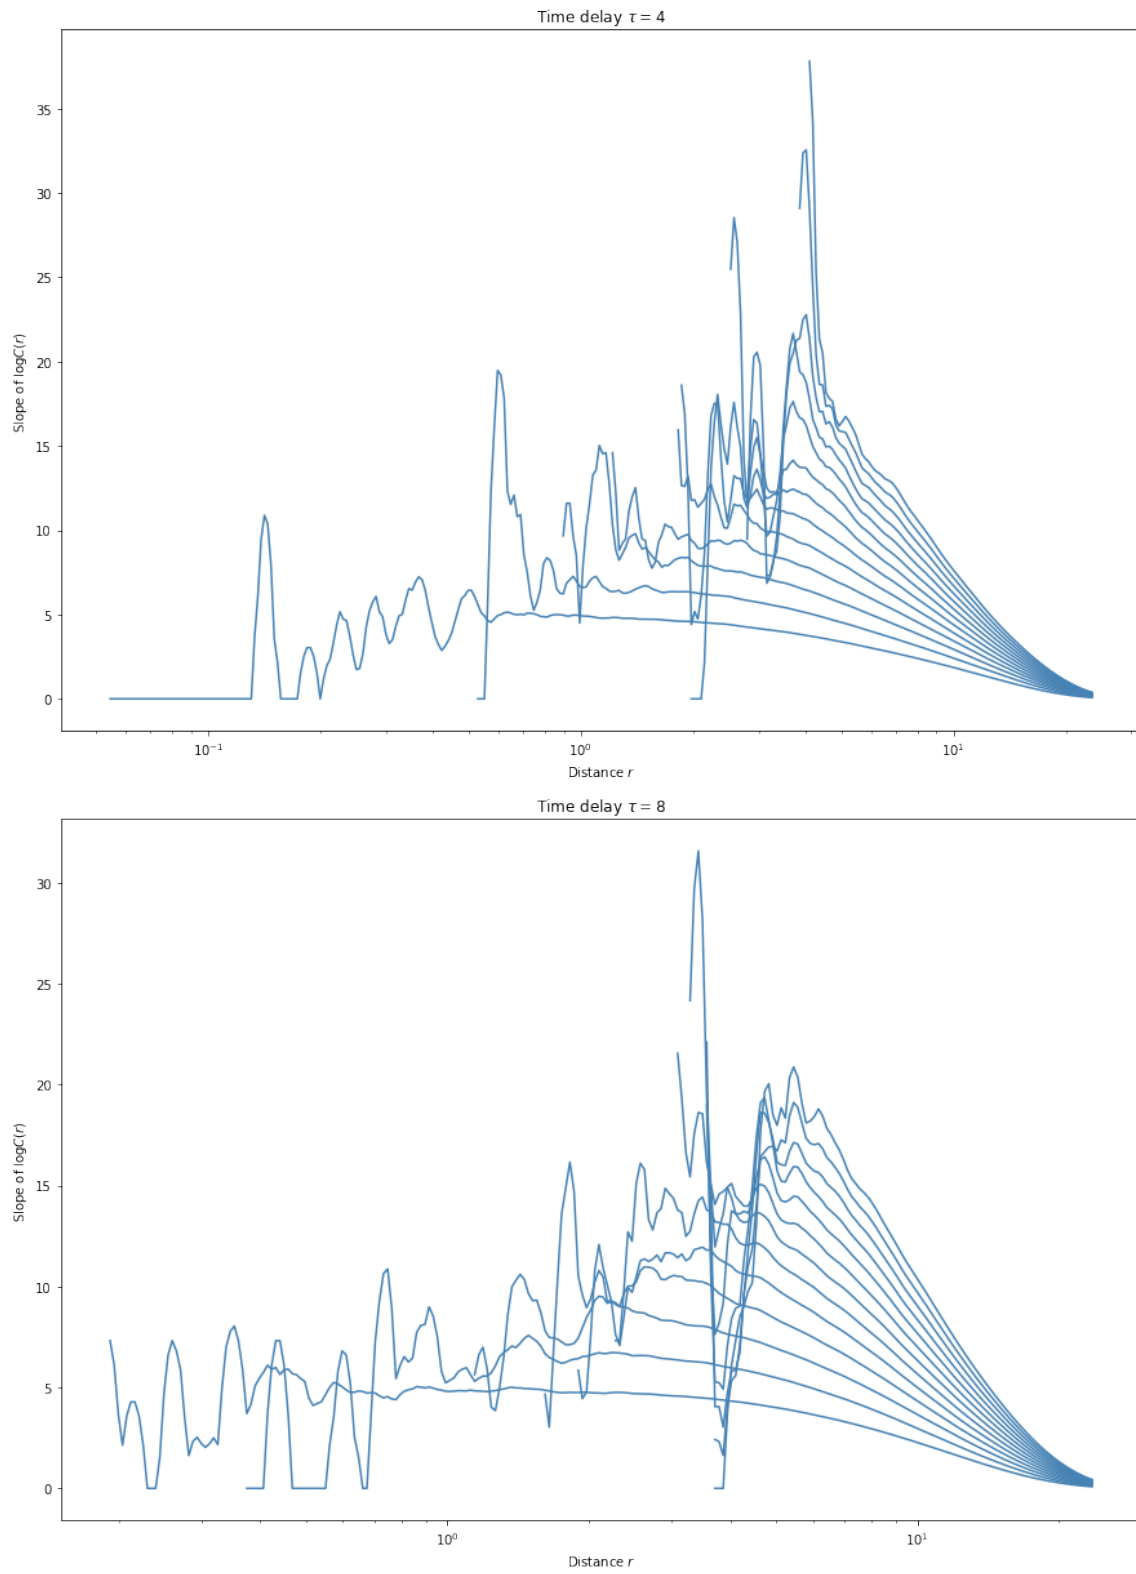 Time delay τ = 4
Slope of logC(r)
35
30
25
20
15
10
5
0
10⁻¹ 10⁰ 10¹
Distance r
Time delay τ = 8
Slope of logC(r)
30
25
20
15
10
5
0
10⁰ 10¹
Distance r